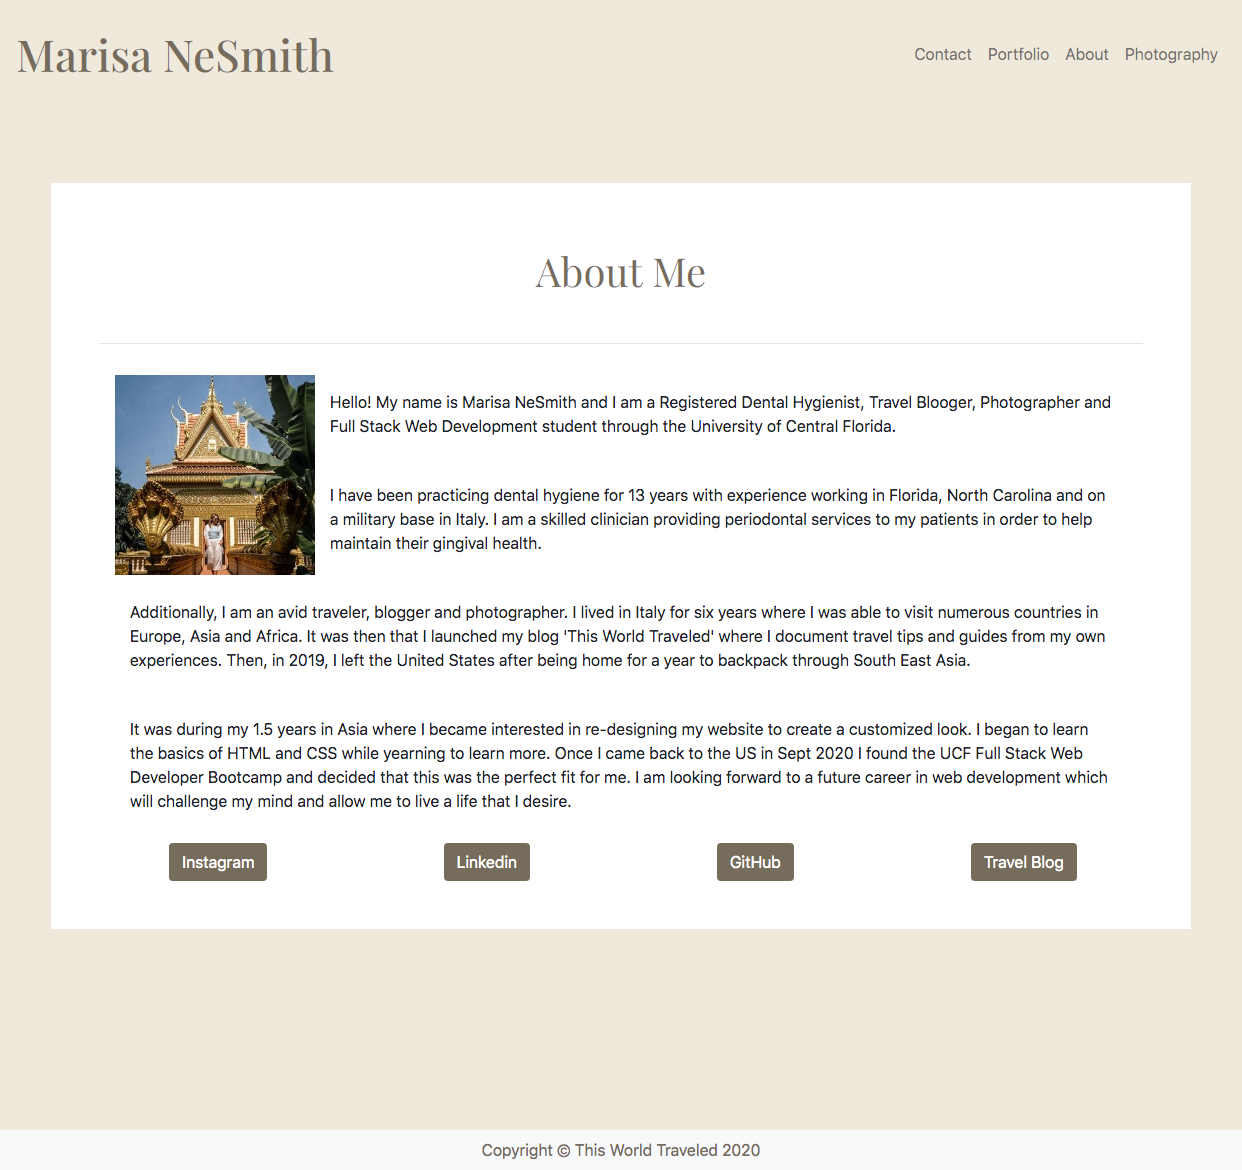 Marisa NeSmith
Contact Portfolio About Photography
About Me
Hello! My name is Marisa NeSmith and I am a Registered Dental Hygienist, Travel Blooger, Photographer and
Full Stack Web Development student through the University of Central Florida.
I have been practicing dental hygiene for 13 years with experience working in Florida, North Carolina and on
a military base in Italy. I am a skilled clinician providing periodontal services to my patients in order to help
maintain their gingival health.
Additionally, I am an avid traveler, blogger and photographer. I lived in Italy for six years where I was able to visit numerous countries in
Europe, Asia and Africa. It was then that I launched my blog 'This World Traveled' where I document travel tips and guides from my own
experiences. Then, in 2019, I left the United States after being home for a year to backpack through South East Asia.
It was during my 1.5 years in Asia where I became interested in re-designing my website to create a customized look. I began to learn
the basics of HTML and CSS while yearning to learn more. Once I came back to the US in Sept 2020 I found the UCF Full Stack Web
Developer Bootcamp and decided that this was the perfect fit for me. I am looking forward to a future career in web development which
will challenge my mind and allow me to live a life that I desire.
Instagram Linkedin GitHub Travel Blog
Copyright © This World Traveled 2020